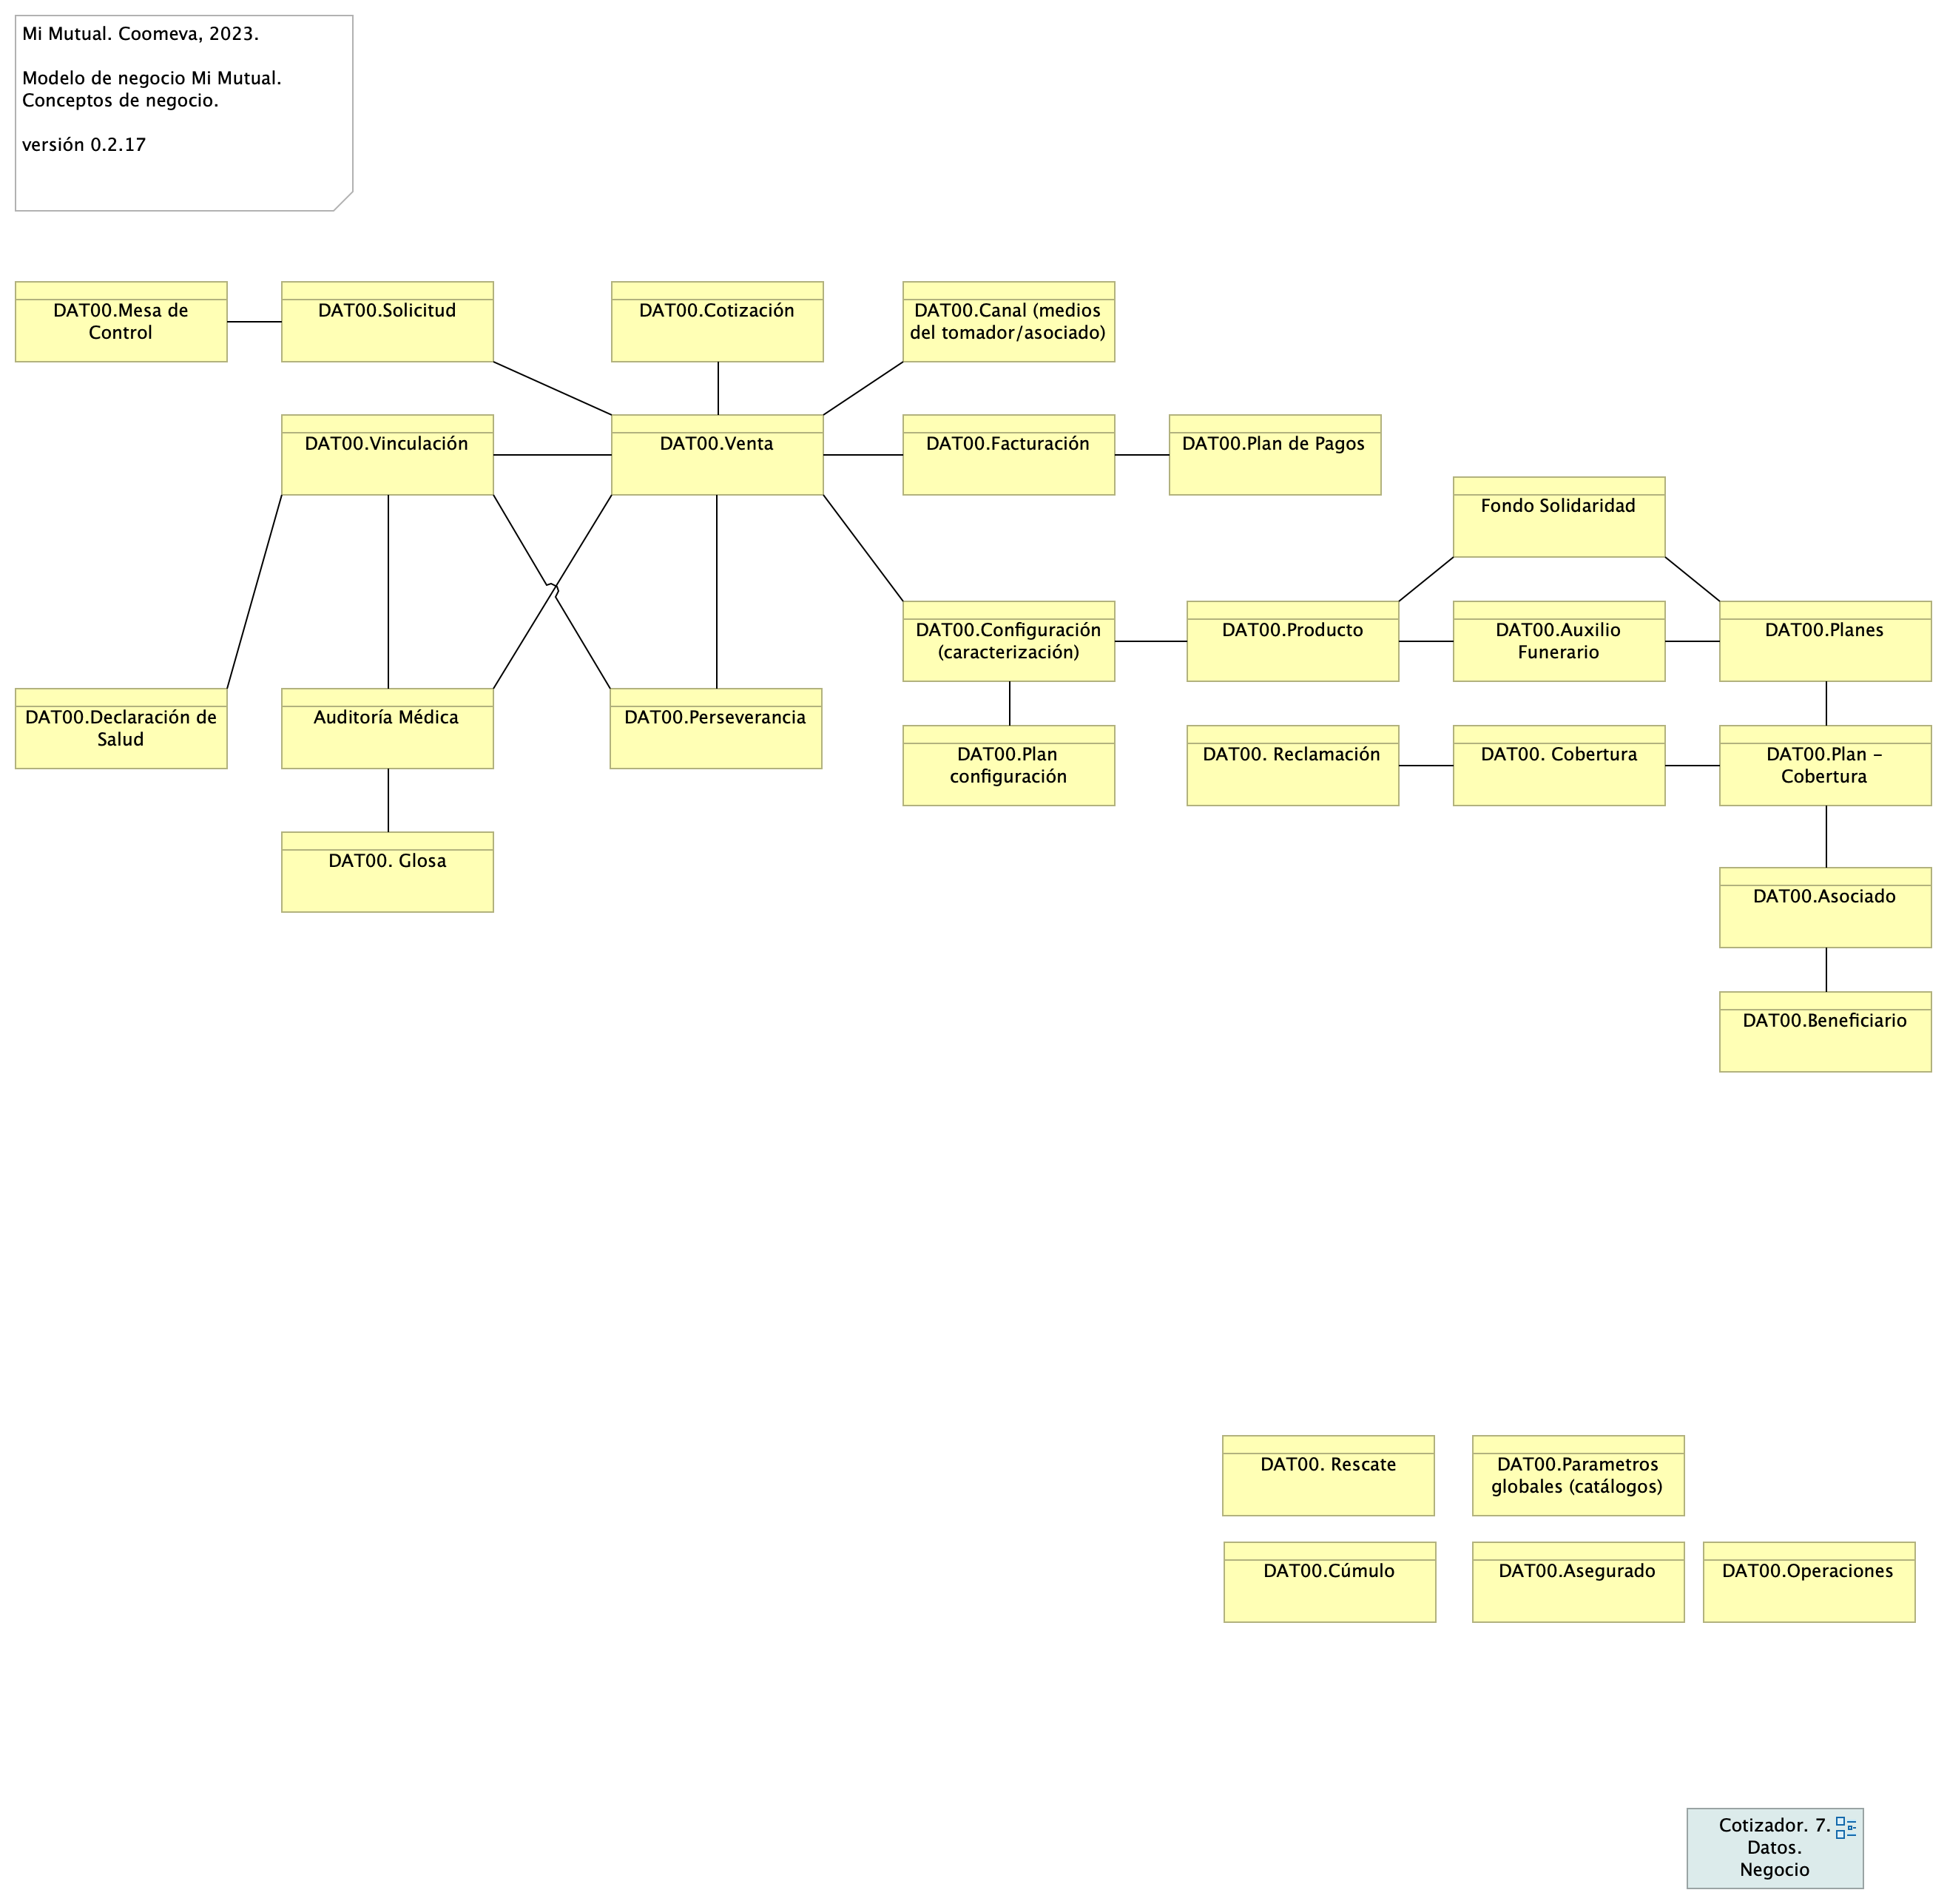 Mi Mutual. Coomeva, 2023.
Modelo de negocio Mi Mutual.
Conceptos de negocio.
versión 0.2.17
DAT00.Mesa de
Control
DAT00.Solicitud
DAT00.Cotización
DAT00.Canal (medios
del tomador/asociado)
DAT00.Vinculación
DAT00.Venta
DAT00.Facturación
DAT00.Plan de Pagos
Fondo Solidaridad
DAT00.Configuración
(caracterización)
DAT00.Producto
DAT00.Auxilio
Funerario
DAT00.Planes
DAT00.Declaración de
Salud
Auditoría Médica
DAT00.Perseverancia
DAT00.Plan
configuración
DAT00. Reclamación
DAT00. Cobertura
DAT00.Plan -
Cobertura
DAT00. Glosa
DAT00.Asociado
DAT00.Beneficiario
DAT00. Rescate
DAT00.Parametros
globales (catálogos)
DAT00.Cúmulo
DAT00.Asegurado
DAT00.Operaciones
Cotizador. 7.
Datos.
Negocio